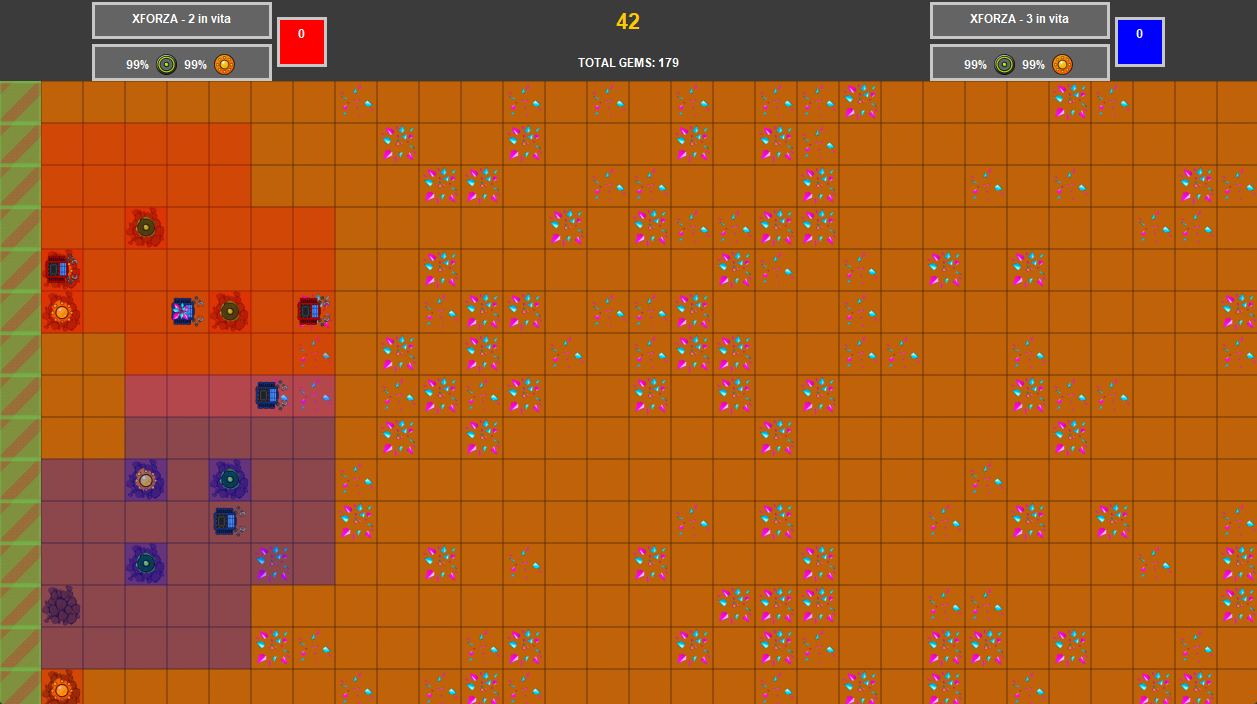 XFORZA - 2 in vita
0
99% 99%
42
TOTAL GEMS: 179
XFORZA - 3 in vita
0
99% 99%